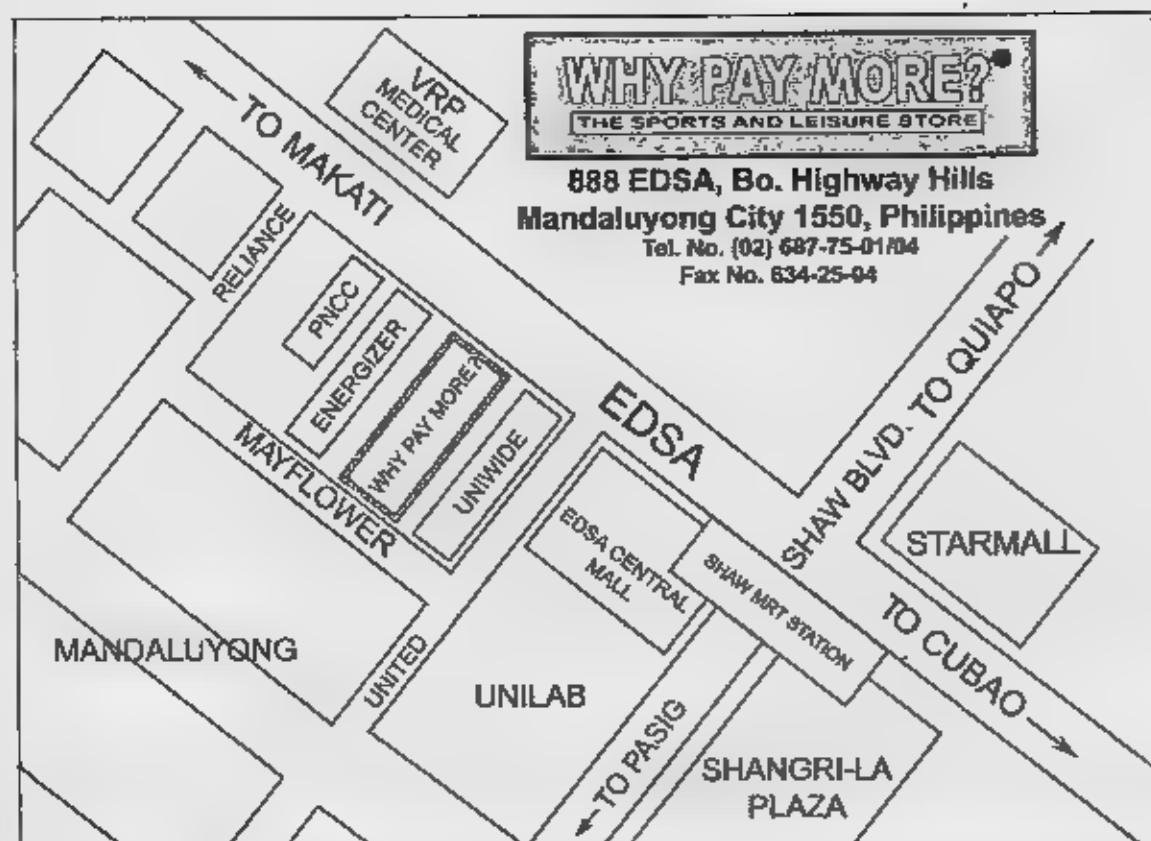 WHY PAY MORE?
THE SPORTS AND LEISURE STORE
888 EDSA, Bo. Highway Hills
Mandaluyong City 1550, Philippines
Tel. No. (02) 687-75-01/04
Fax No. 634-25-04
VRP
MEDICAL
CENTER
TO MAKATI
RELIANCE
PNCC
ENERGIZER
WHY PAY MORE?
UNIWIDE
MAYFLOWER
EDSA
SHAW BLVD. TO QUIAPO
STARMALL
EDSA CENTRAL
MALL
SHAW MRT STATION
TO CUBAO
MANDALUYONG
UNITED
UNILAB
TO PASIG
SHANGRI-LA
PLAZA